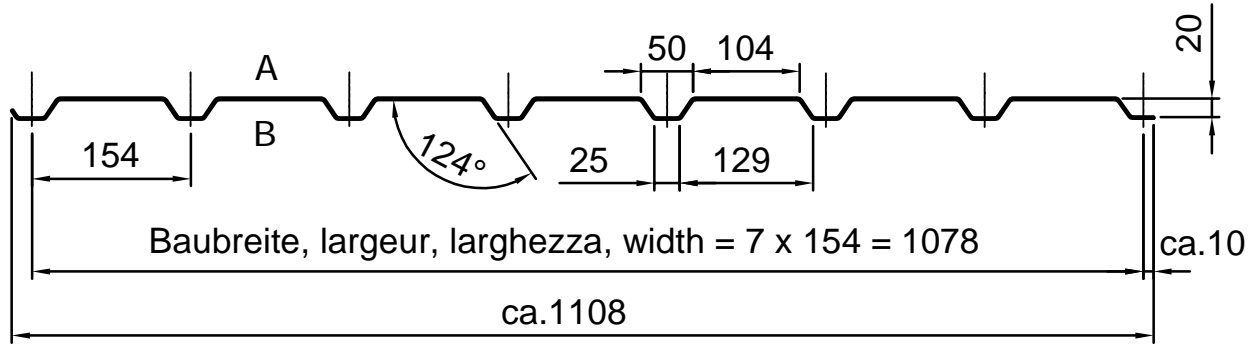 50 104 20
A
B
154
124°
25 129
Baubreite, largeur, larghezza, width = 7 x 154 = 1078
ca.10
ca.1108